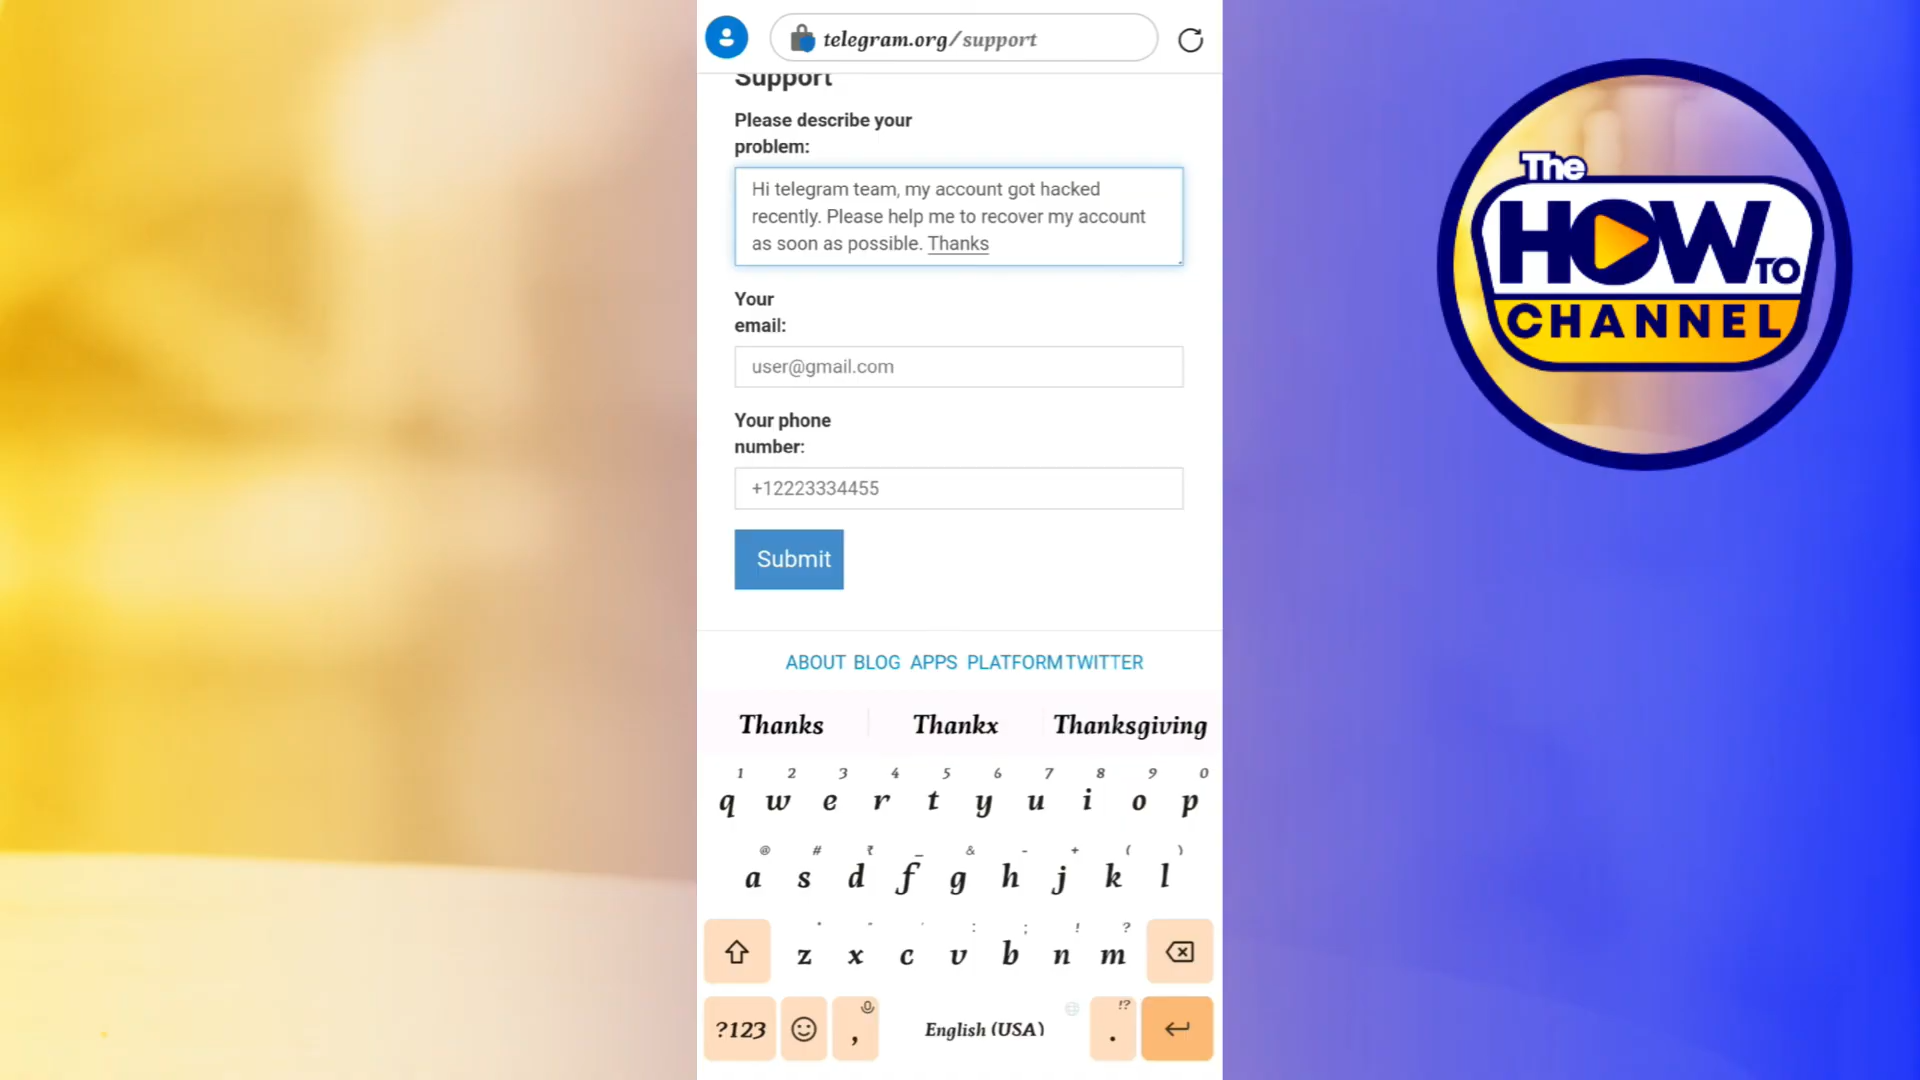 telegram.org/support
Support
Please describe your
problem:
Hi telegram team, my account got hacked
recently. Please help me to recover my account
as soon as possible. Thanks
Your
email:
user@gmail.com
Your phone
number:
+12223334455
Submit
ABOUT BLOG APPS PLATFORM TWITTER
Thanks Thankx Thanksgiving
1 2 3 4 5 6 7 8 9 0
q w e r t y u i o p
@ # ₹ _ & - + ( )
a s d f g h j k l
: ; ! ?
z x c v b n m
!?
?123 , English (USA) .
The
HOW TO
CHANNEL